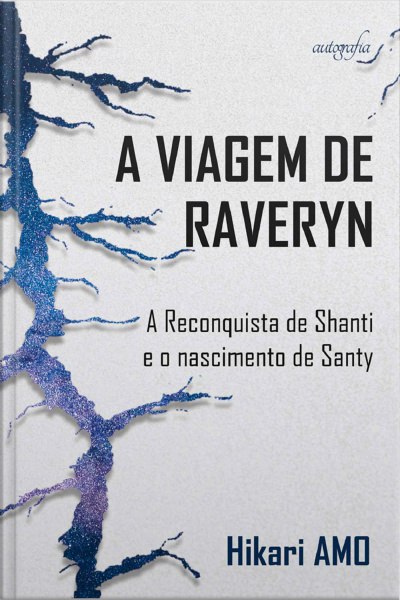 autografia
A VIAGEM DE
RAVERYN
A Reconquista de Shanti
e o nascimento de Santy
Hikari AMO